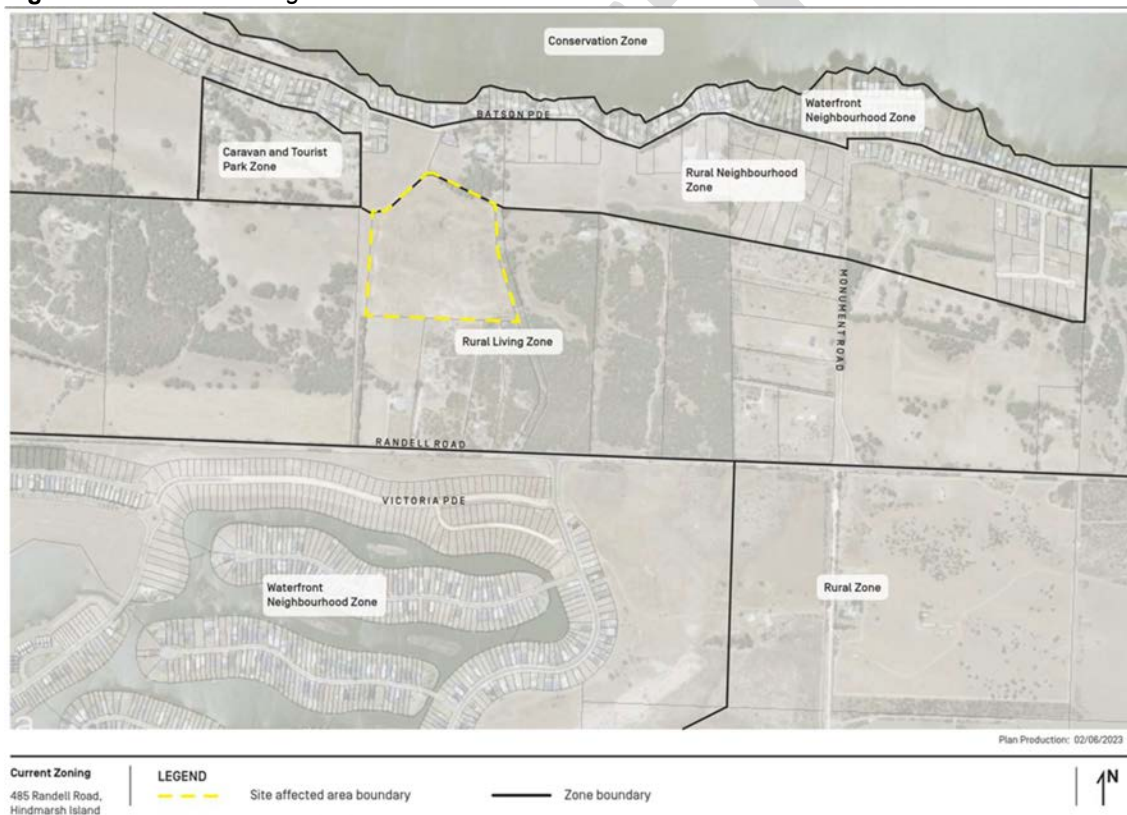 Conservation Zone
Waterfront
Neighbourhood Zone
BATSON PDE
Caravan and Tourist
Park Zone
Rural Neighbourhood
Zone
MONUMENT ROAD
Rural Living Zone
RANDELL ROAD
VICTORIA PDE
Waterfront
Neighbourhood Zone
Rural Zone
Plan Production: 02/06/2023
Current Zoning
485 Randell Road,
Hindmarsh Island
LEGEND
Site affected area boundary
Zone boundary
N